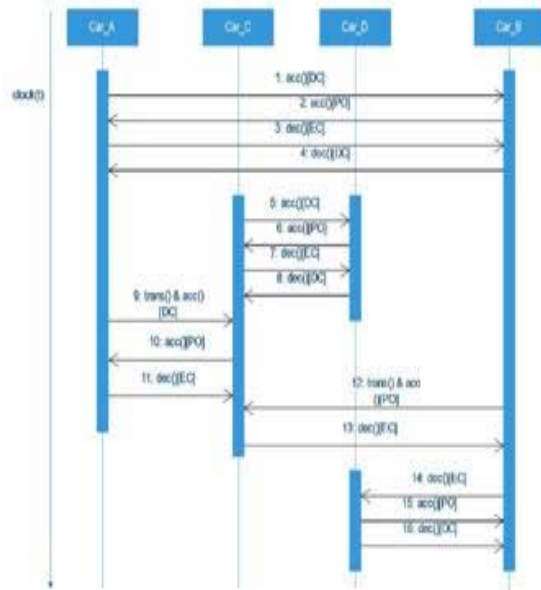 Car_A
Car_C
Car_D
Car_B
clock(t)
1: acc()[DC]
2: acc()[PO]
3: dec()[EC]
4: dec()[DC]
5: acc()[DC]
6: acc()[PO]
7: dec()[EC]
8: dec()[DC]
9: trans() & acc()
[DC]
10: acc()[PO]
11: dec()[EC]
12: trans() & acc
()[PO]
13: dec()[EC]
14: dec()[EC]
15: acc()[PO]
16: dec()[DC]